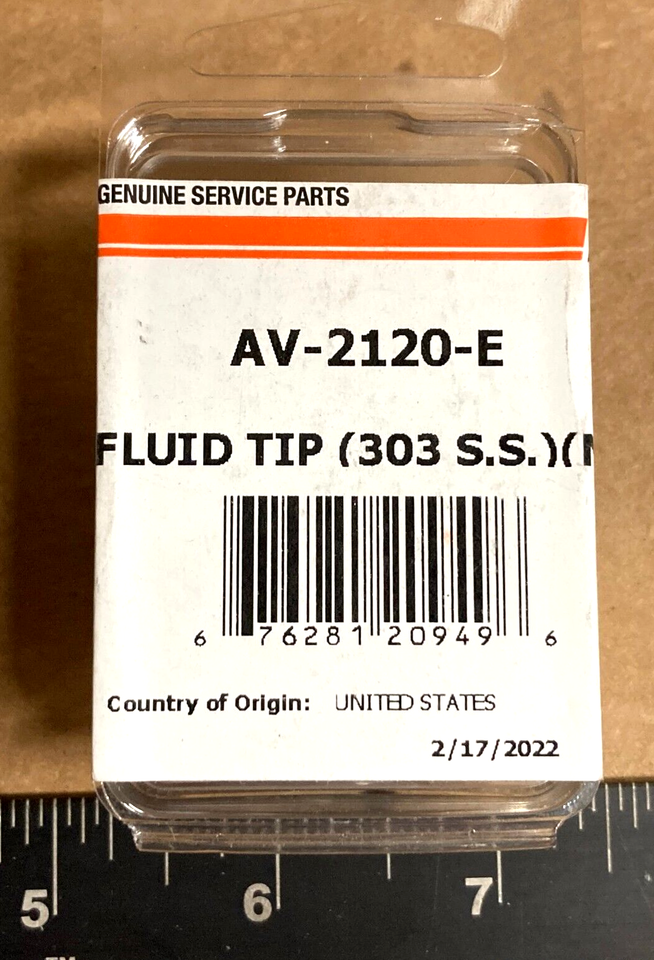 GENUINE SERVICE PARTS
AV-2120-E
FLUID TIP (303 S.S.)(
6 76281 20949 6
Country of Origin: UNITED STATES
2/17/2022
5 6 7